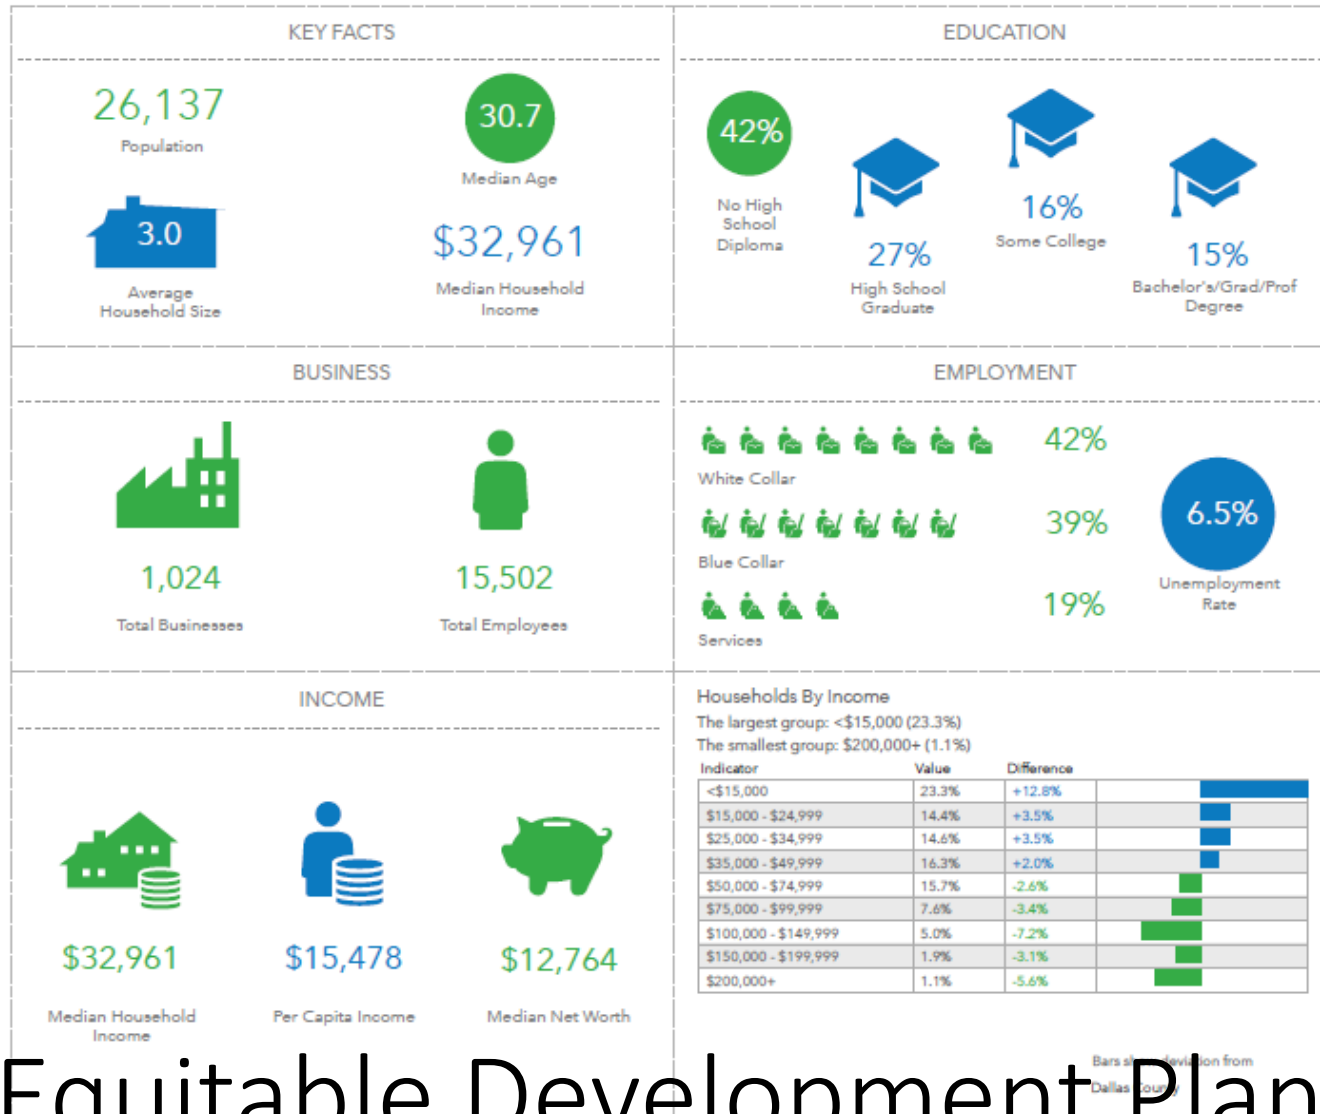 KEY FACTS
26,137
Population
30.7
Median Age
3.0
Average
Household Size
$32,961
Median Household
Income
EDUCATION
42%
No High
School
Diploma
27%
High School
Graduate
16%
Some College
15%
Bachelor's/Grad/Prof
Degree
BUSINESS
1,024
Total Businesses
15,502
Total Employees
EMPLOYMENT
42%
White Collar
39%
Blue Collar
19%
Services
6.5%
Unemployment
Rate
INCOME
$32,961
Median Household
Income
$15,478
Per Capita Income
$12,764
Median Net Worth
Households By Income
The largest group: <$15,000 (23.3%)
The smallest group: $200,000+ (1.1%)
Indicator Value Difference
<$15,000 23.3% +12.8%
$15,000 - $24,999 14.4% +3.5%
$25,000 - $34,999 14.6% +3.5%
$35,000 - $49,999 16.3% +2.0%
$50,000 - $74,999 15.7% -2.6%
$75,000 - $99,999 7.6% -3.4%
$100,000 - $149,999 5.0% -7.2%
$150,000 - $199,999 1.9% -3.1%
$200,000+ 1.1% -5.6%
Bars show deviation from
Dallas County
Equitable Development Plan